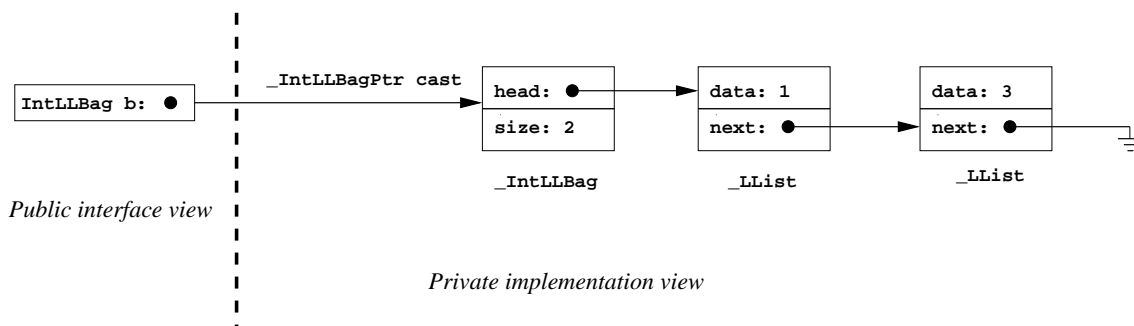 _IntLLBagPtr cast
IntLLBag b:
head:
size: 2
_IntLLBag
data: 1
next:
_LList
data: 3
next:
_LList
Public interface view
Private implementation view